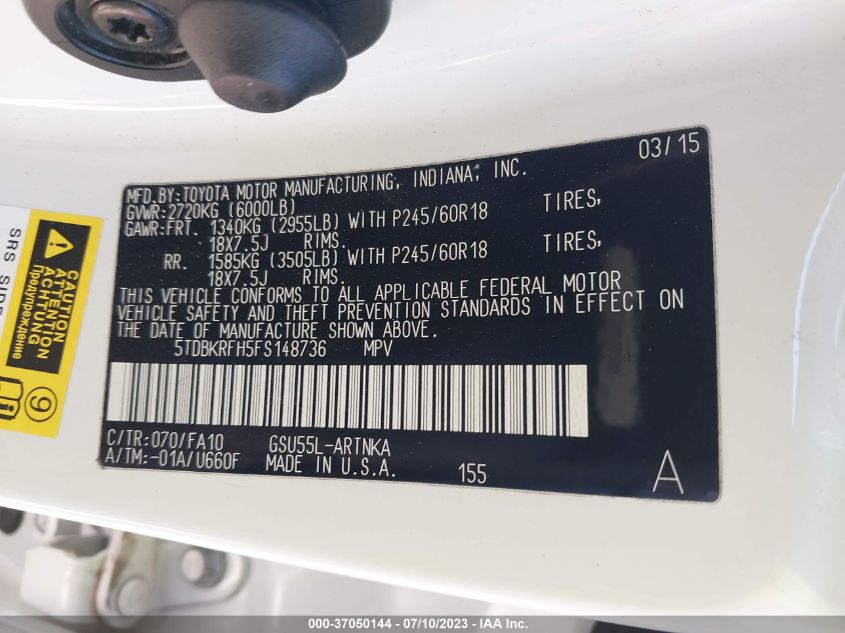 03/15
MFD.BY:TOYOTA MOTOR MANUFACTURING, INDIANA, INC.
GVWR:2720KG (6000LB)
GAWR:FRT. 1340KG (2955LB) WITH P245/60R18 TIRES,
18X7.5J RIMS.
RR. 1585KG (3505LB) WITH P245/60R18 TIRES,
18X7.5J RIMS.
THIS VEHICLE CONFORMS TO ALL APPLICABLE FEDERAL MOTOR
VEHICLE SAFETY AND THEFT PREVENTION STANDARDS IN EFFECT ON
THE DATE OF MANUFACTURE SHOWN ABOVE.
5TDBKRFH5FS148736 MPV
C/TR:070/FA10 GSU55L-ARTNKA
A/TM:-01A/U660F MADE IN U.S.A. 155
A
SRS SIDE
CAUTION
ATTENTION
ACHTUNG
Предупреждение
9
000-37050144 - 07/10/2023 - IAA Inc.